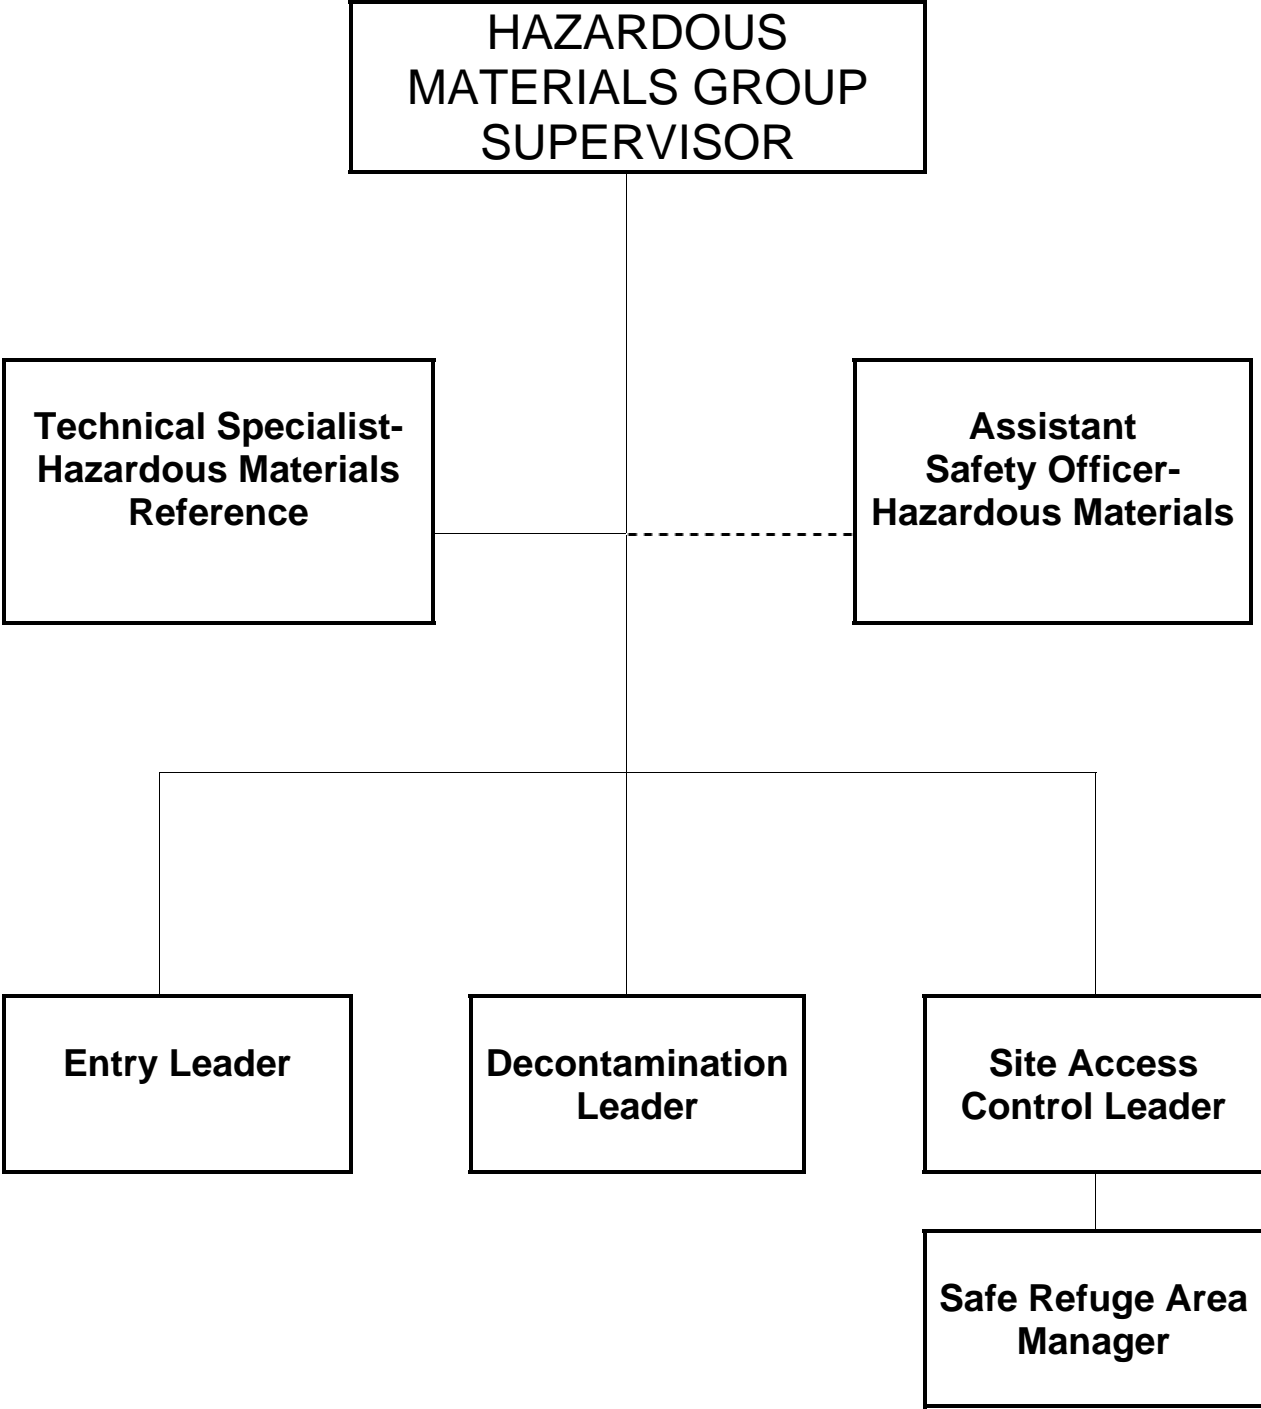 HAZARDOUS
MATERIALS GROUP
SUPERVISOR
Technical Specialist-
Hazardous Materials
Reference
Assistant
Safety Officer-
Hazardous Materials
Entry Leader
Decontamination
Leader
Site Access
Control Leader
Safe Refuge Area
Manager